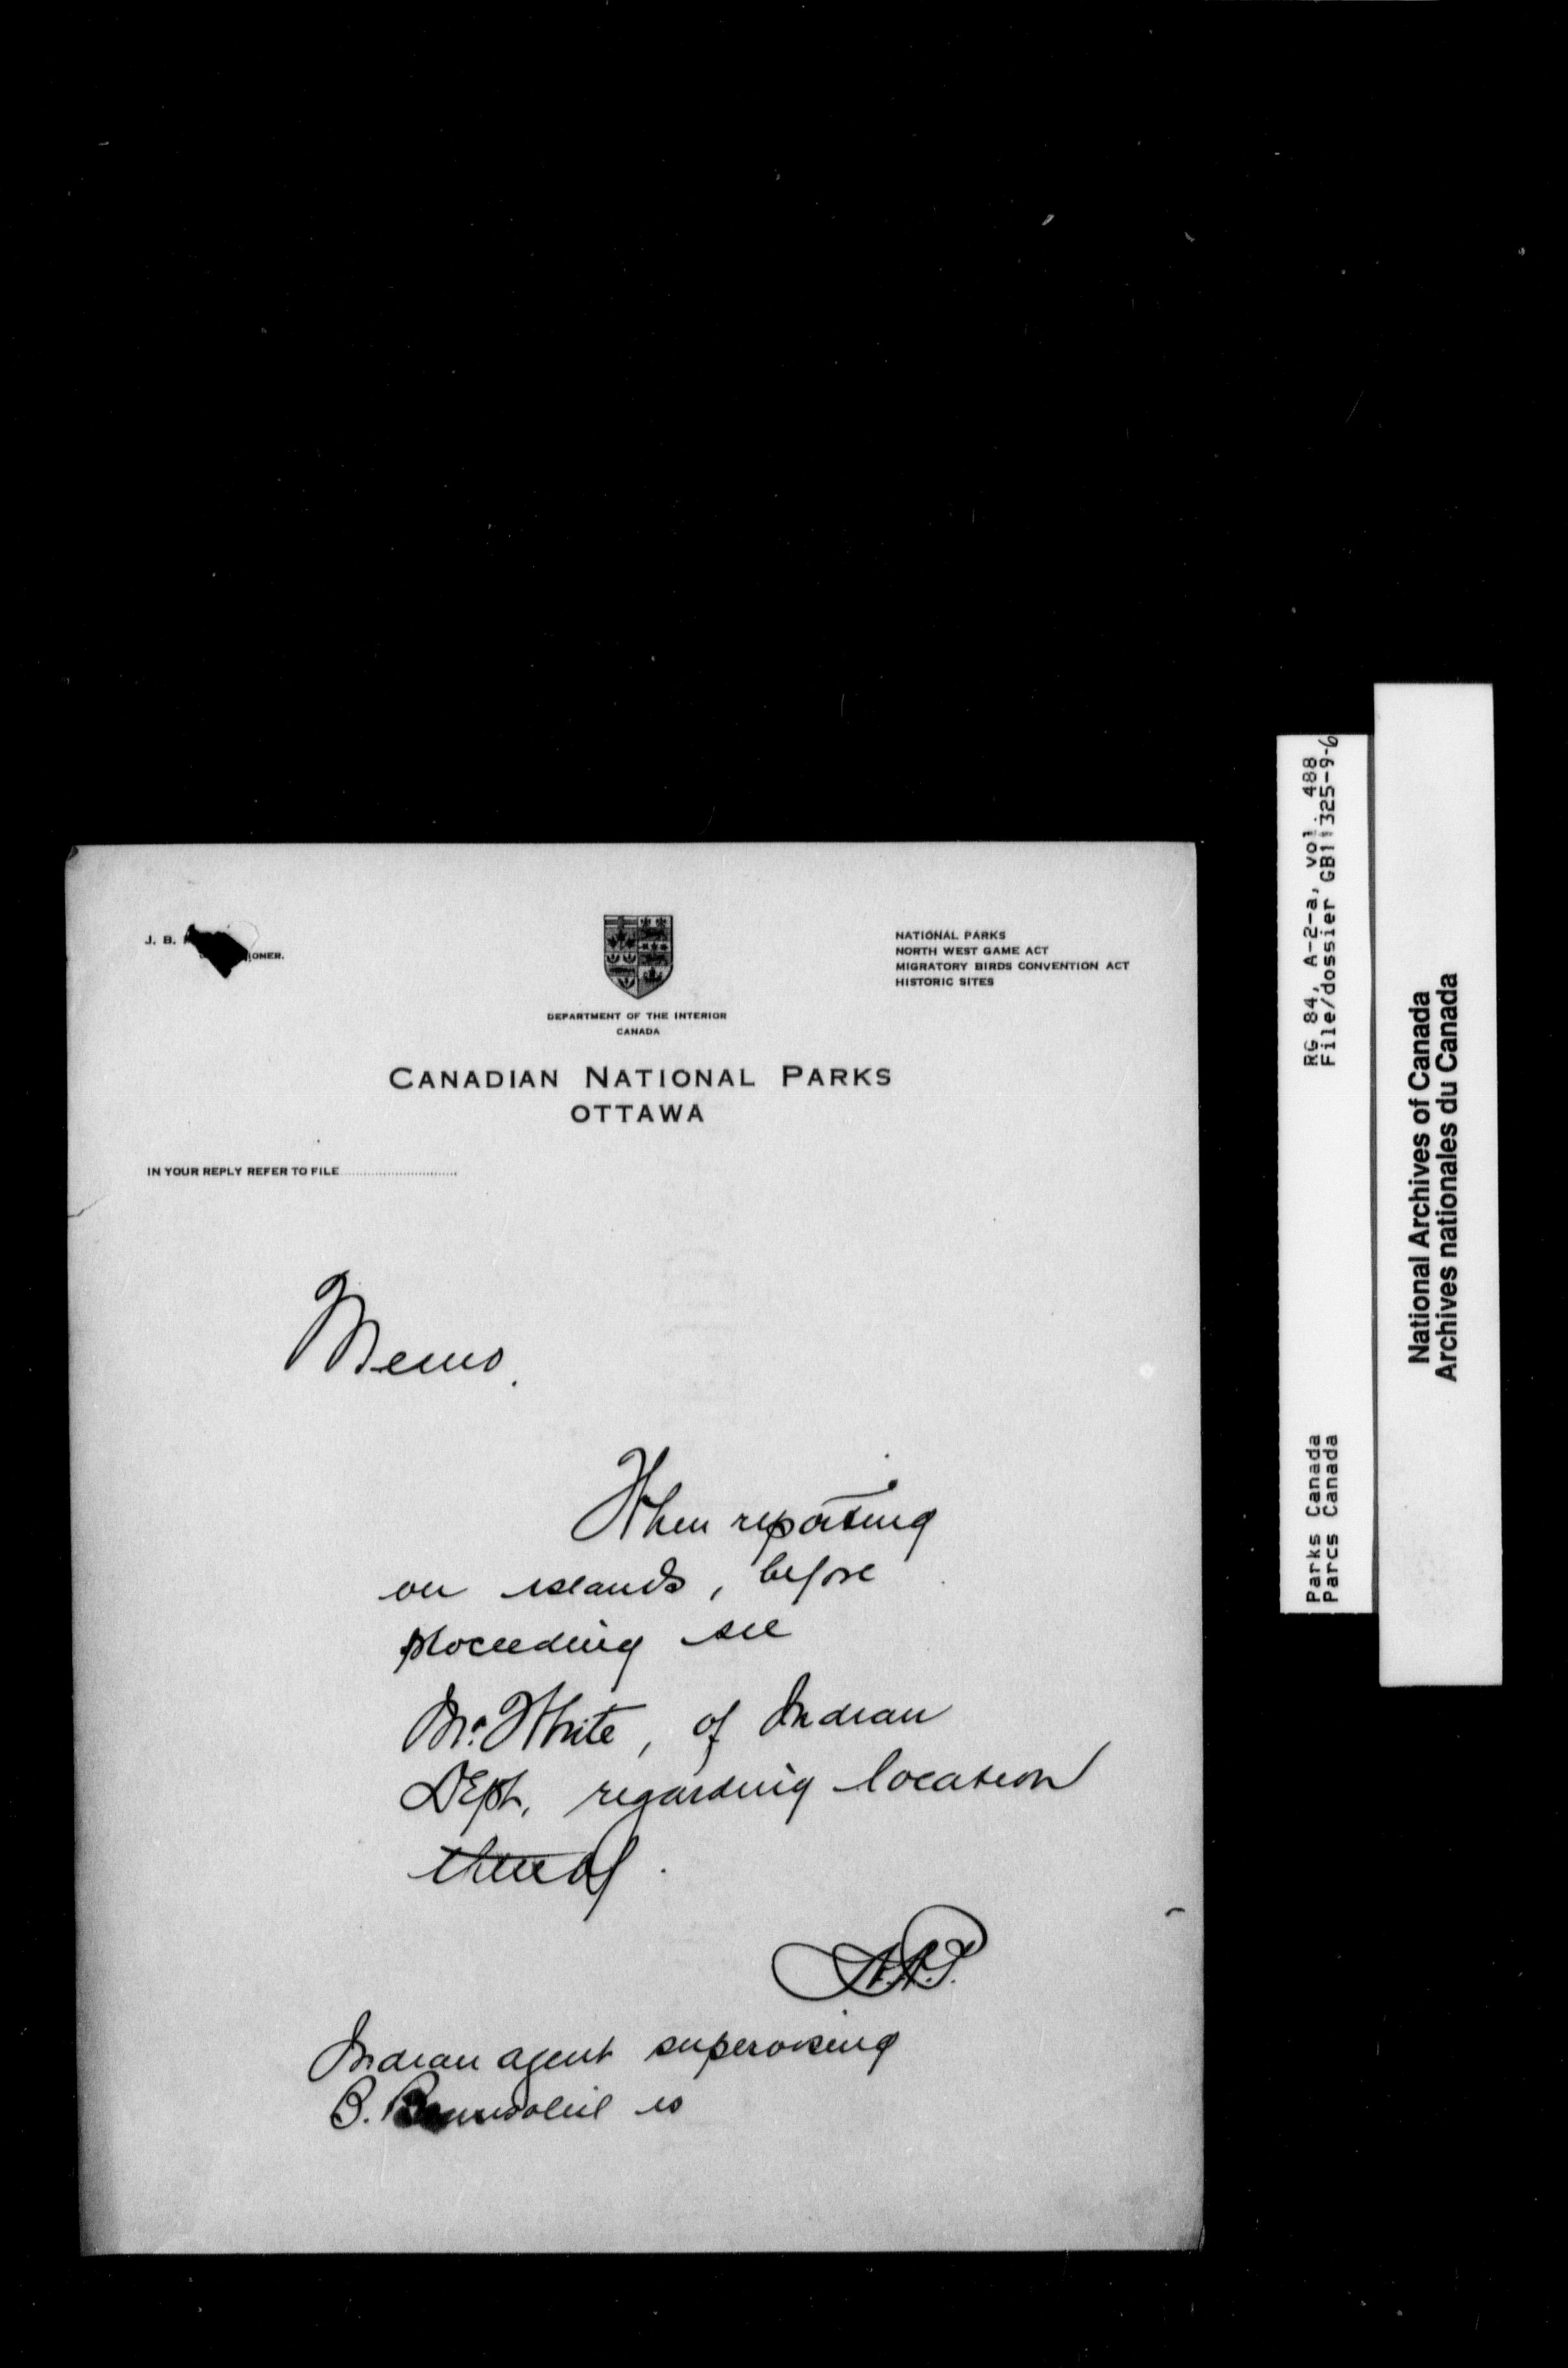 J. B.
OMER.
DEPARTMENT OF THE INTERIOR
CANADA
NATIONAL PARKS
NORTH WEST GAME ACT
MIGRATORY BIRDS CONVENTION ACT
HISTORIC SITES
CANADIAN NATIONAL PARKS
OTTAWA
IN YOUR REPLY REFER TO FILE
Memo.
When reporting
on islands, before
proceeding see
Mr. White, of Indian
Dept. regarding location
thereof.
Indian agent supervising
B. is
RG 84, A-2-a, vol. 488
File/dossier GB11325-9-6
Parks Canada
Parcs Canada
National Archives of Canada
Archives nationales du Canada